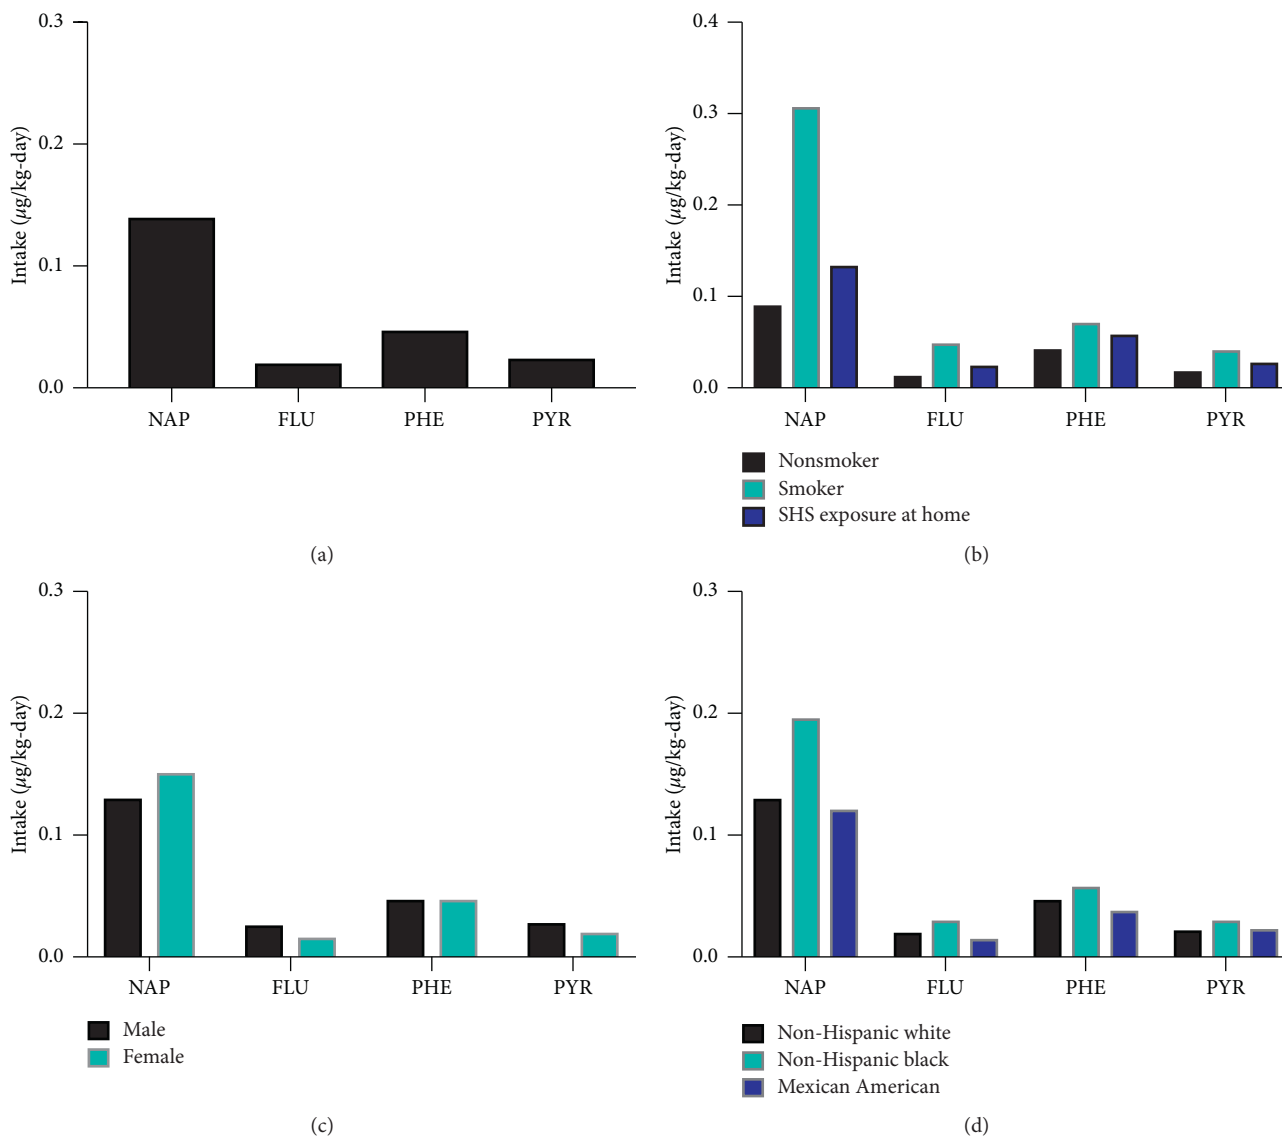 0.3
0.2
0.1
0.0
Intake (µg/kg-day)
NAP FLU PHE PYR
(a)
0.4
0.3
0.2
0.1
0.0
Intake (µg/kg-day)
NAP FLU PHE PYR
Nonsmoker
Smoker
SHS exposure at home
(b)
0.3
0.2
0.1
0.0
Intake (µg/kg-day)
NAP FLU PHE PYR
Male
Female
(c)
0.3
0.2
0.1
0.0
Intake (µg/kg-day)
NAP FLU PHE PYR
Non-Hispanic white
Non-Hispanic black
Mexican American
(d)